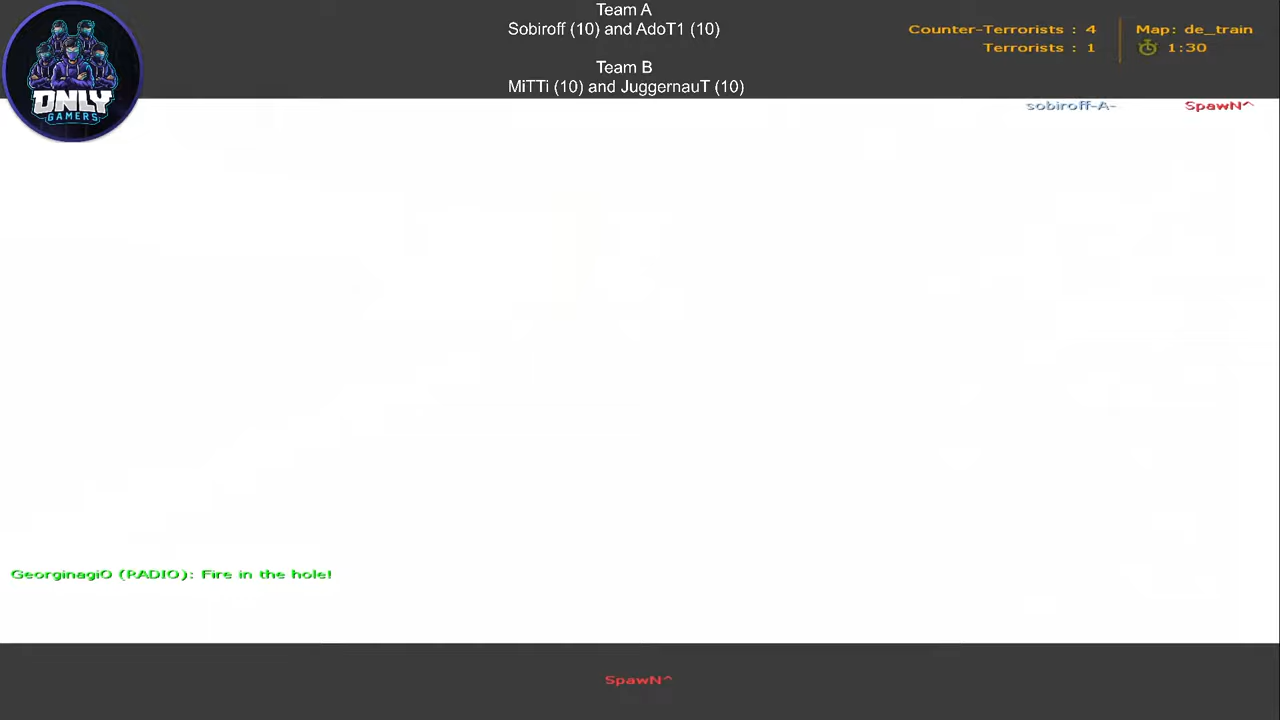 Team A
Sobiroff (10) and AdoT1 (10)
Team B
MiTTi (10) and JuggernauT (10)
Counter-Terrorists : 4
Terrorists : 1
Map: de_train
1:30
ONLY
GAMERS
sobiroff-A- SpawN^
GeorginagiO (RADIO): Fire in the hole!
SpawN^